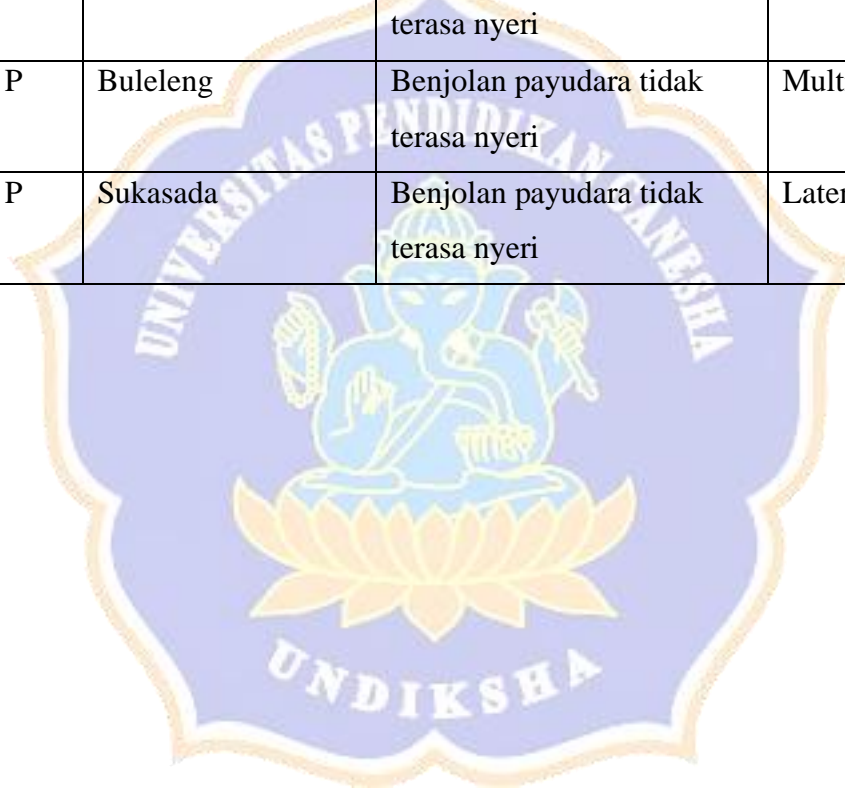 terasa nyeri
P Buleleng Benjolan payudara tidak Mult
terasa nyeri
P Sukasada Benjolan payudara tidak Later
terasa nyeri
UNIVERSITAS PENDIDIKAN GANESHA
UNDIKSHA